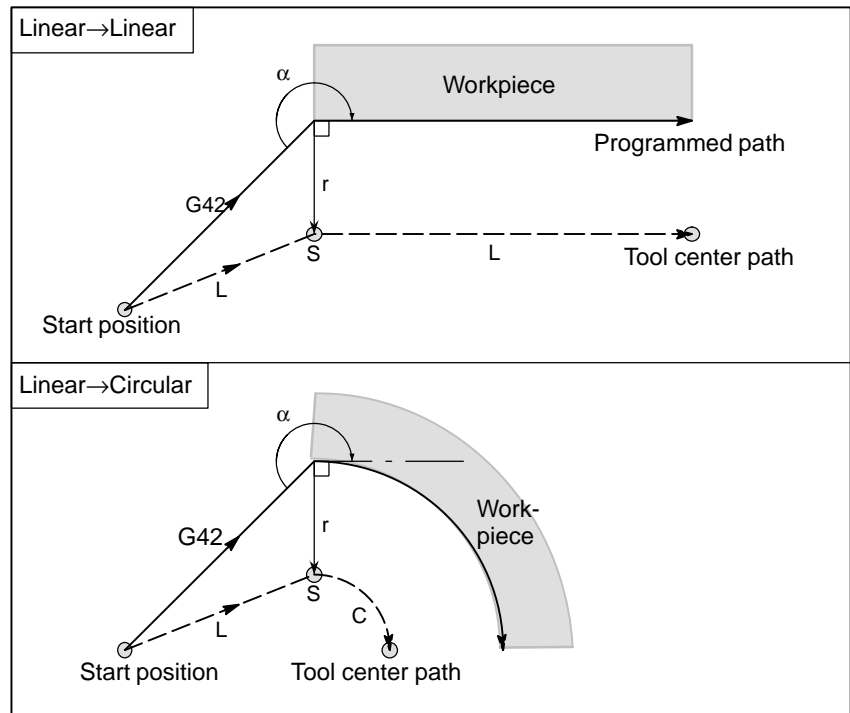 Linear→Linear
α
Workpiece
Programmed path
G42
r
S
L
L
Tool center path
Start position
Linear→Circular
α
Work-
piece
G42
r
S
C
L
Start position
Tool center path